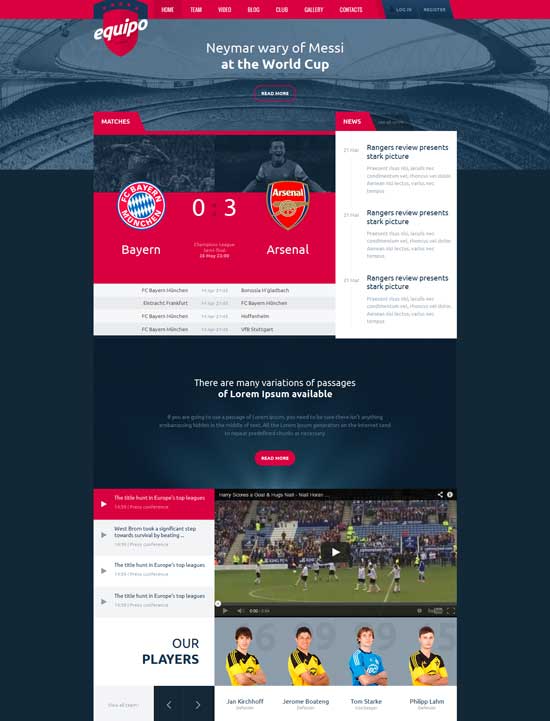 equipo
HOME TEAM VIDEO BLOG CLUB GALLERY CONTACTS LOG IN REGISTER
Neymar wary of Messi
at the World Cup
READ MORE
MATCHES
FC BAYERN
MÜNCHEN
0 : 3
Arsenal
Bayern
Arsenal
Champions League
Semi final
FC Bayern München 14 Apr 21:45 Borussia M'gladbach
Eintracht Frankfurt 14 Apr 21:45 FC Bayern München
FC Bayern München 14 Apr 21:45 Hoffenheim
FC Bayern München 14 Apr 21:45 VfB Stuttgart
NEWS
21 Mar
Rangers review presents
stark picture
Praesent risus nisi, iaculis nec
condimentum vel, rhoncus vel dolor.
Aenean nisi lectus, varius nec
tempus
21 Mar
Rangers review presents
stark picture
Praesent risus nisi, iaculis nec
condimentum vel, rhoncus vel dolor.
Aenean nisi lectus, varius nec
tempus
21 Mar
Rangers review presents
stark picture
Praesent risus nisi, iaculis nec
condimentum vel, rhoncus vel dolor.
Aenean nisi lectus, varius nec
tempus
There are many variations of passages
of Lorem Ipsum available
If you are going to use a passage of Lorem Ipsum, you need to be sure there isn't anything
embarrassing hidden in the middle of text. All the Lorem Ipsum generators on the Internet tend
to repeat predefined chunks as necessary
READ MORE
The title hunt in Europe's top leagues
14:59 | Press conference
West Brom took a significant step
towards survival by beating ...
14:59 | Press conference
The title hunt in Europe's top leagues
14:59 | Press conference
The title hunt in Europe's top leagues
14:59 | Press conference
Harry Scores a Goal & Hugs Niall - Niall Horan ...
KING POWER
0:00
YouTube
OUR
PLAYERS
View all team
Jan Kirchhoff
Defender
Jerome Boateng
Defender
Tom Starke
Philipp Lahm
Defender